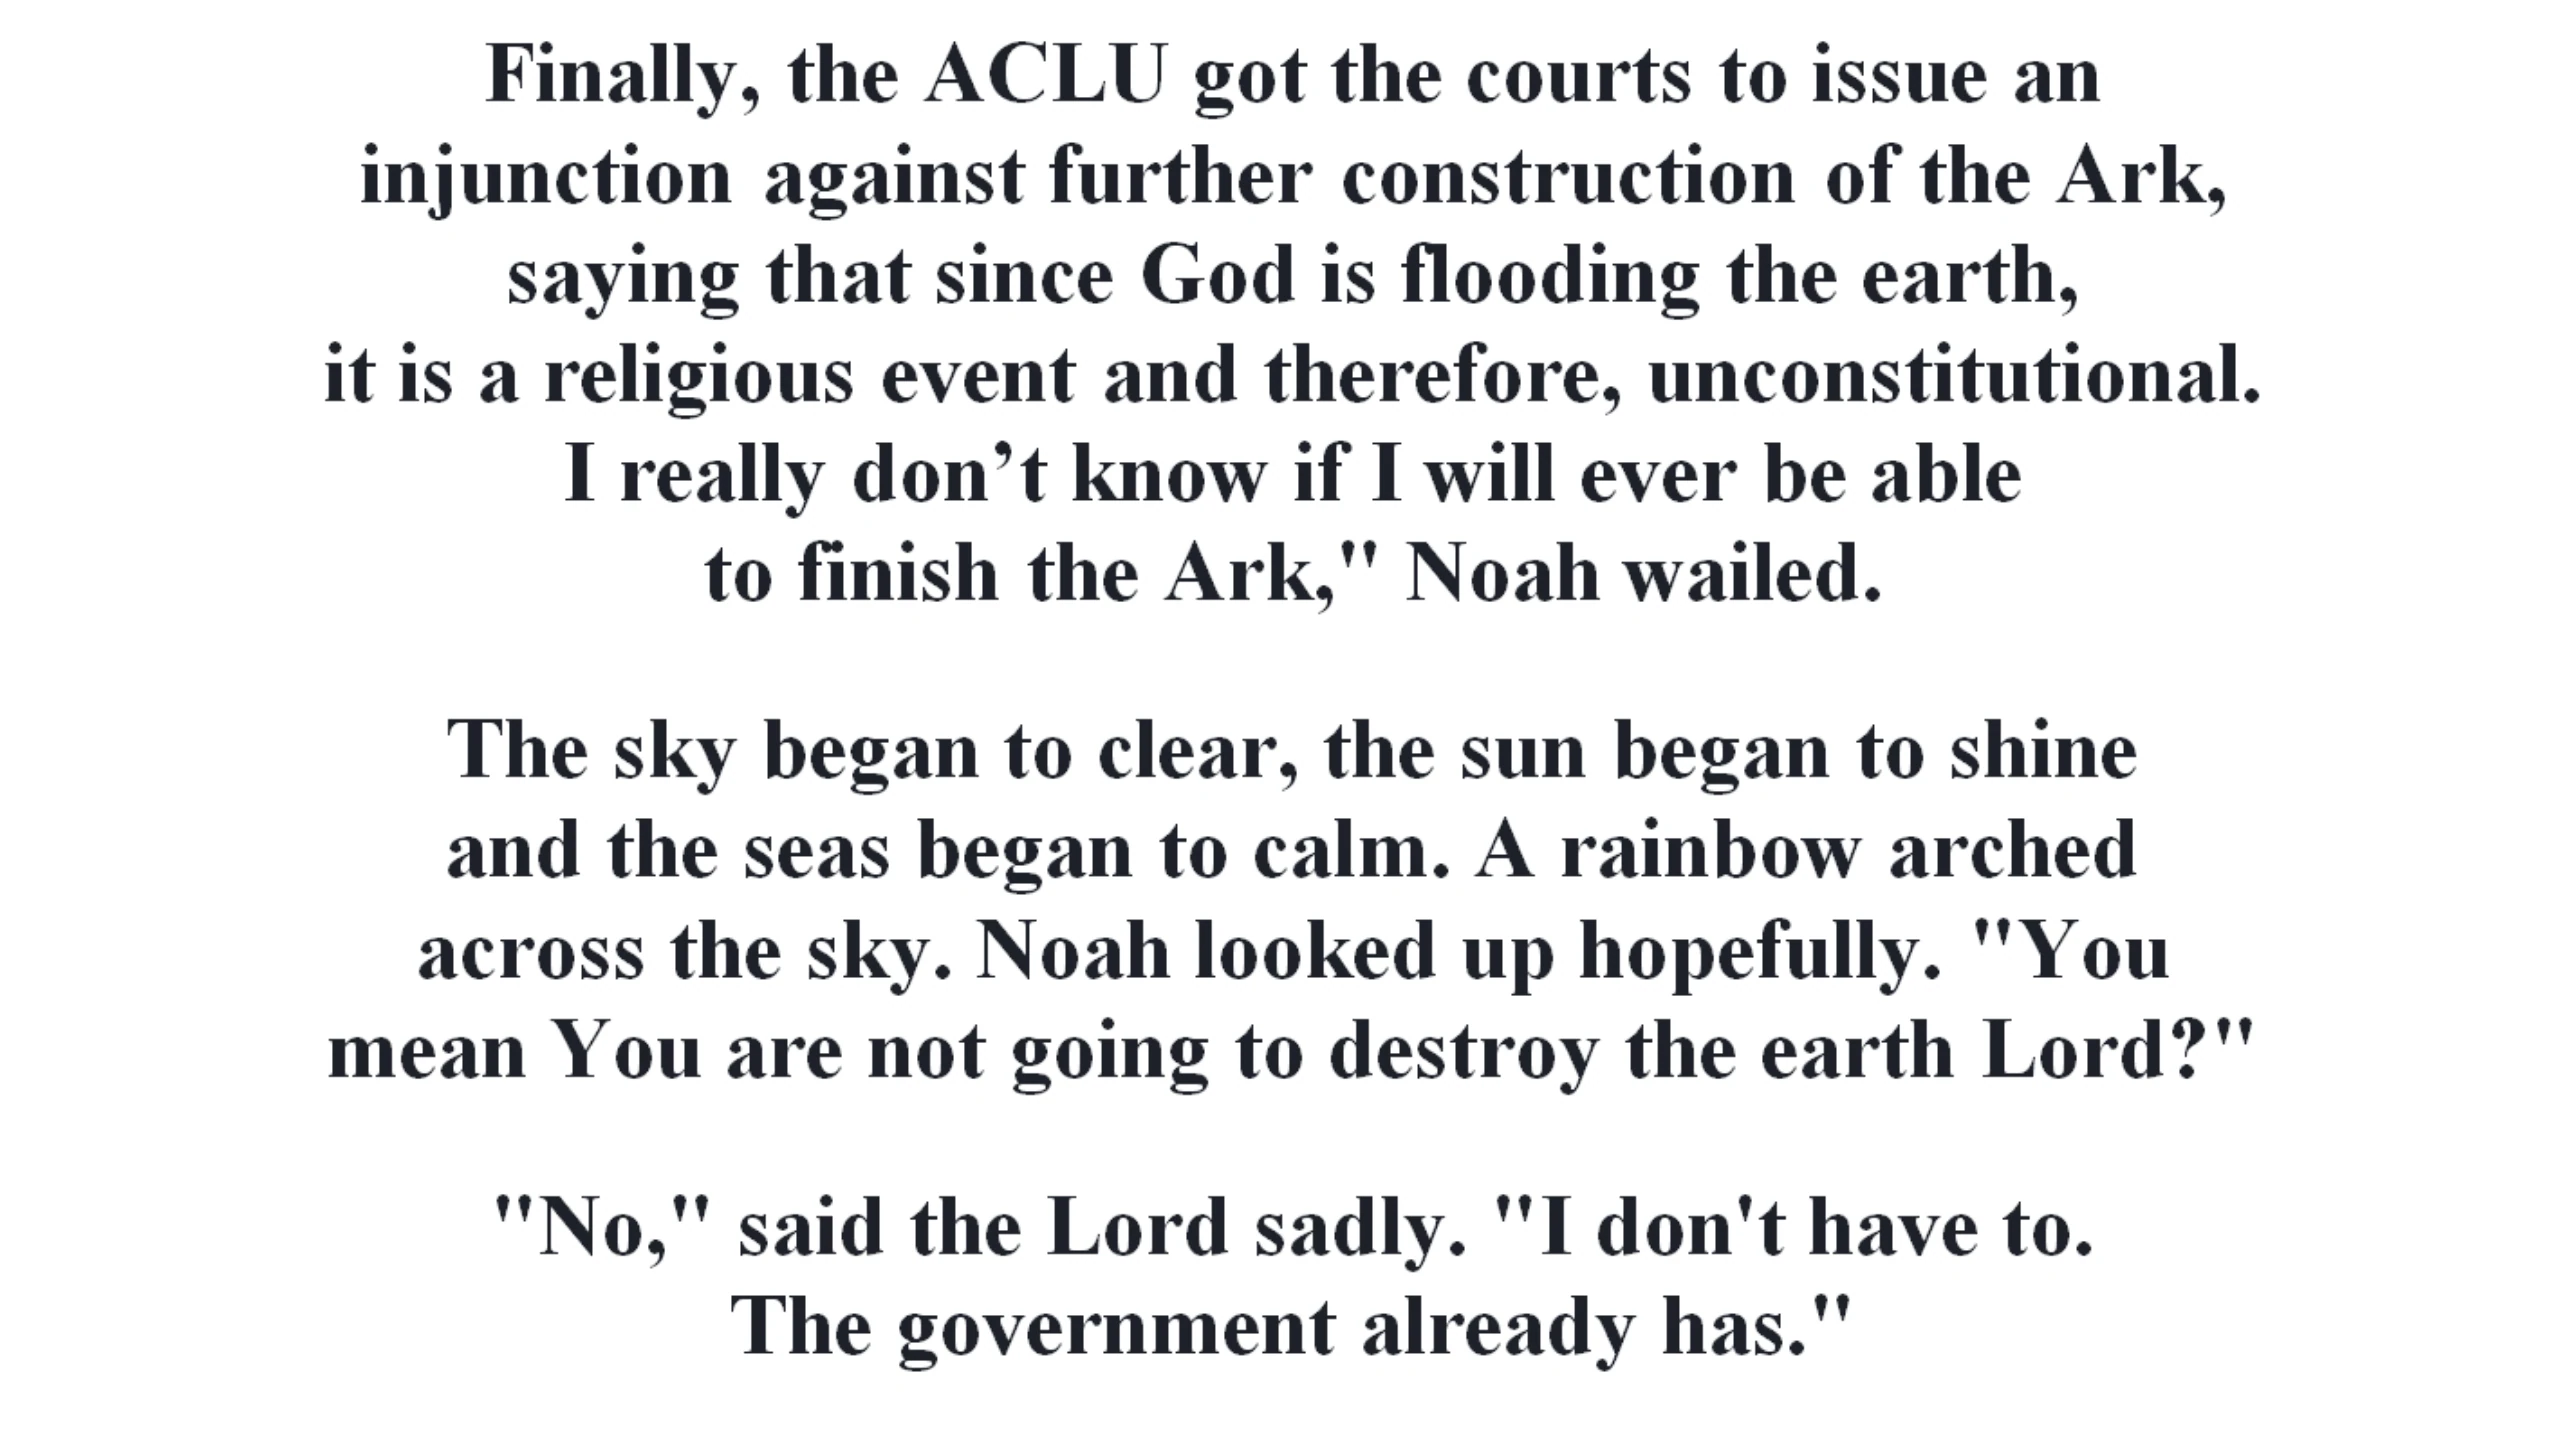 Finally, the ACLU got the courts to issue an
injunction against further construction of the Ark,
saying that since God is flooding the earth,
it is a religious event and therefore, unconstitutional.
I really don’t know if I will ever be able
to finish the Ark," Noah wailed.
The sky began to clear, the sun began to shine
and the seas began to calm. A rainbow arched
across the sky. Noah looked up hopefully. "You
mean You are not going to destroy the earth Lord?"
"No," said the Lord sadly. "I don't have to.
The government already has."